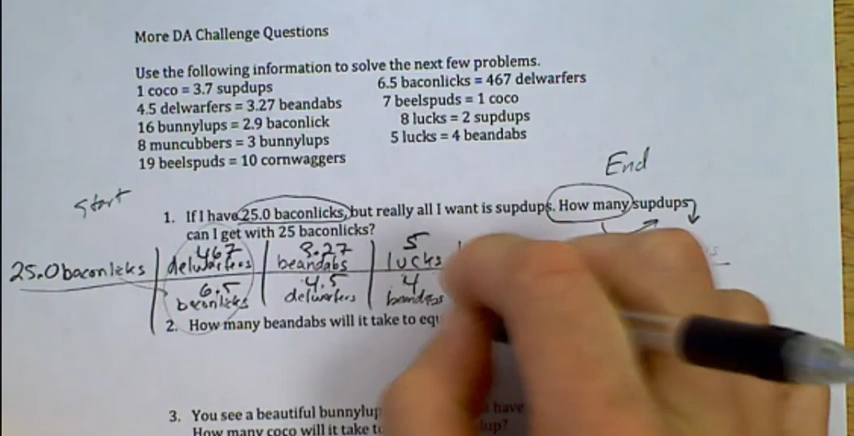 More DA Challenge Questions
Use the following information to solve the next few problems.
1 coco = 3.7 supdups
6.5 baconlicks = 467 delwarfers
4.5 delwarfers = 3.27 beandabs
7 beelspuds = 1 coco
16 bunnylups = 2.9 baconlick
8 lucks = 2 supdups
8 muncubbers = 3 bunnylups
5 lucks = 4 beandabs
19 beelspuds = 10 cornwaggers
End
Start
1. If I have 25.0 baconlicks, but really all I want is supdups. How many supdups
can I get with 25 baconlicks?
467 3.27 5
25.0 baconlicks delwarfers beandabs lucks
6.5 4.5 4
baconlicks delwarfers beandabs
2. How many beandabs will it take to
3. You see a beautiful bunnylup have
How many coco will it take